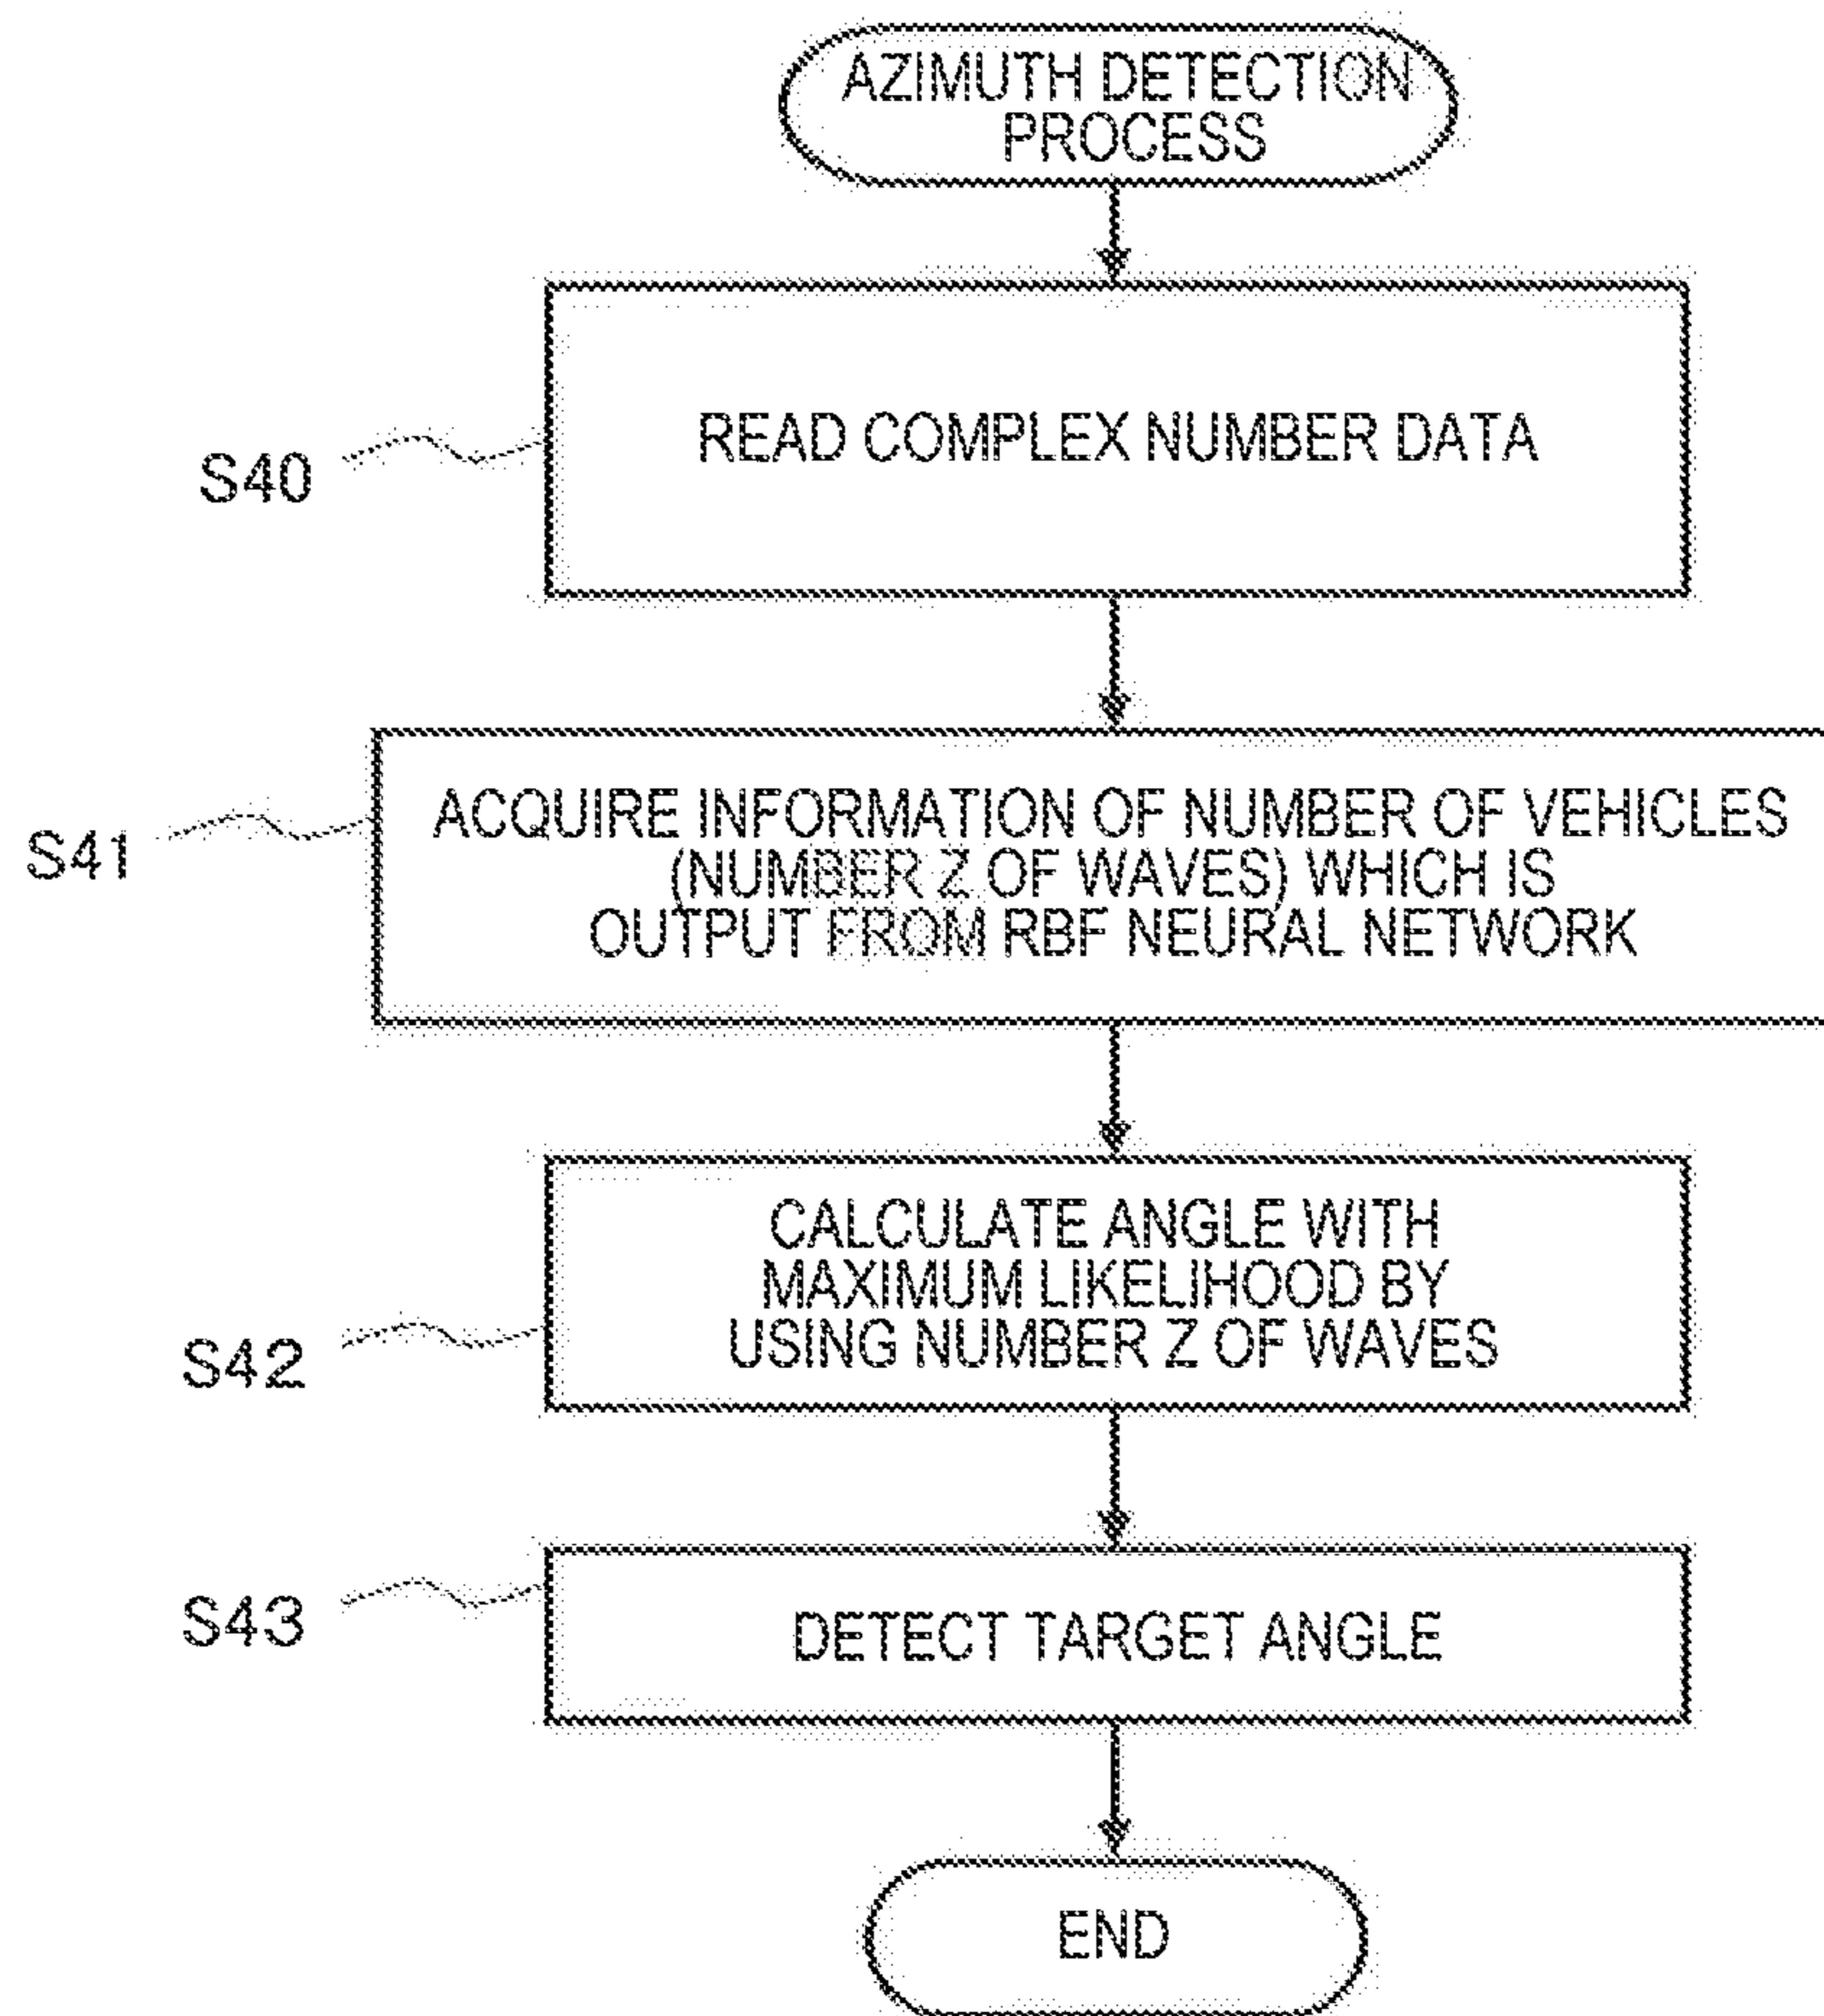 AZIMUTH DETECTION
PROCESS
S40
READ COMPLEX NUMBER DATA
S41
ACQUIRE INFORMATION OF NUMBER OF VEHICLES
(NUMBER Z OF WAVES) WHICH IS
OUTPUT FROM RBF NEURAL NETWORK
S42
CALCULATE ANGLE WITH
MAXIMUM LIKELIHOOD BY
USING NUMBER Z OF WAVES
S43
DETECT TARGET ANGLE
END